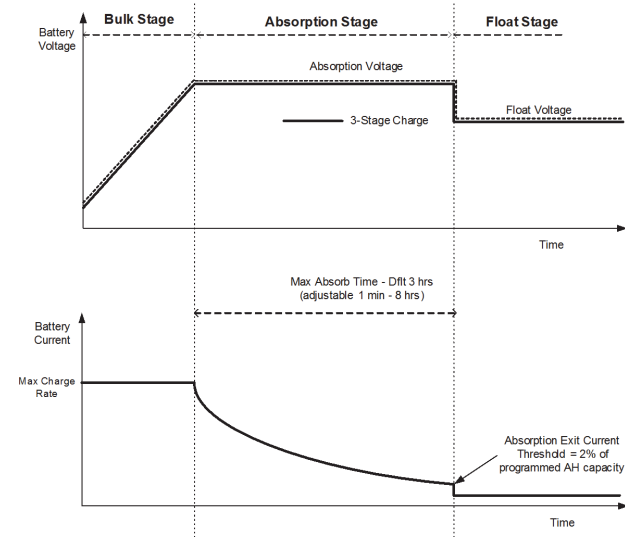 Bulk Stage
Absorption Stage
Float Stage
Battery
Voltage
Absorption Voltage
Float Voltage
3-Stage Charge
Time
Max Absorb Time - Dflt 3 hrs
(adjustable 1 min - 8 hrs)
Battery
Current
Max Charge
Rate
Absorption Exit Current
Threshold = 2% of
programmed AH capacity
Time